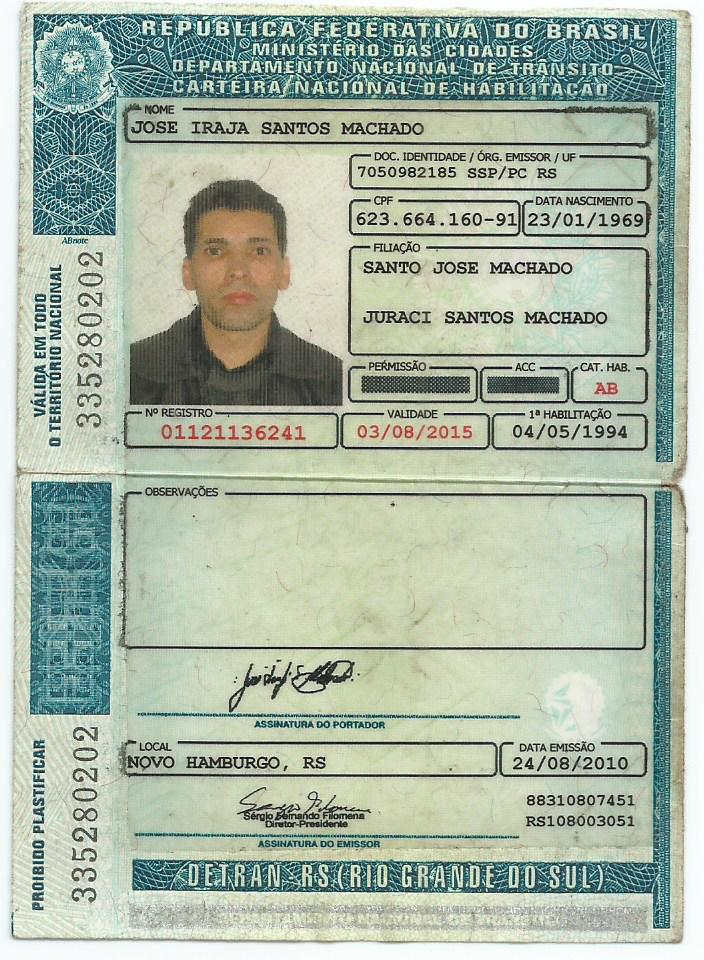 REPÚBLICA FEDERATIVA DO BRASIL
MINISTÉRIO DAS CIDADES
DEPARTAMENTO NACIONAL DE TRÂNSITO
CARTEIRA NACIONAL DE HABILITAÇÃO
NOME
JOSE IRAJA SANTOS MACHADO
DOC. IDENTIDADE / ÓRG. EMISSOR / UF
7050982185 SSP/PC RS
CPF
623.664.160-91
DATA NASCIMENTO
23/01/1969
FILIAÇÃO
SANTO JOSE MACHADO
JURACI SANTOS MACHADO
PERMISSÃO
ACC
CAT. HAB.
AB
Nº REGISTRO
01121136241
VALIDADE
03/08/2015
1ª HABILITAÇÃO
04/05/1994
ABnote
VÁLIDA EM TODO
O TERRITÓRIO NACIONAL
335280202
OBSERVAÇÕES
ASSINATURA DO PORTADOR
LOCAL
NOVO HAMBURGO, RS
DATA EMISSÃO
24/08/2010
Sérgio Fernando Filomena
Diretor-Presidente
88310807451
RS108003051
ASSINATURA DO EMISSOR
PROIBIDO PLASTIFICAR
335280202
DETRAN RS (RIO GRANDE DO SUL)